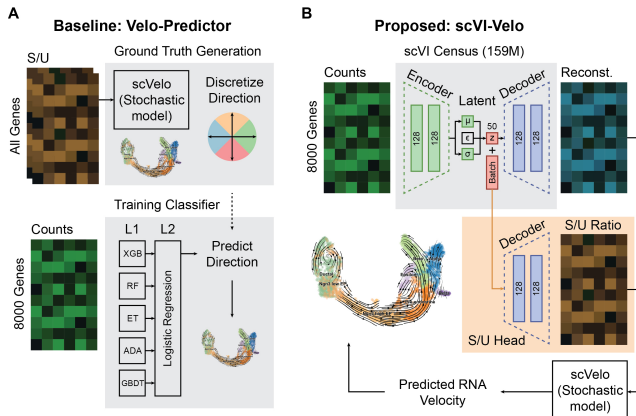 A
Baseline: Velo-Predictor
S/U
Ground Truth Generation
All Genes
scVelo
(Stochastic
model)
Discretize
Direction
Training Classifier
Counts
L1
L2
8000 Genes
XGB
RF
ET
ADA
GBDT
Logistic Regression
Predict
Direction
B
Proposed: scVI-Velo
scVI Census (159M)
Counts
Encoder
Decoder
Reconst.
Latent
8000 Genes
128
128
μ
ε
σ
50
z
+
Batch
128
128
S/U Ratio
Decoder
128
128
S/U Head
Ductal
Predicted RNA
Velocity
scVelo
(Stochastic
model)